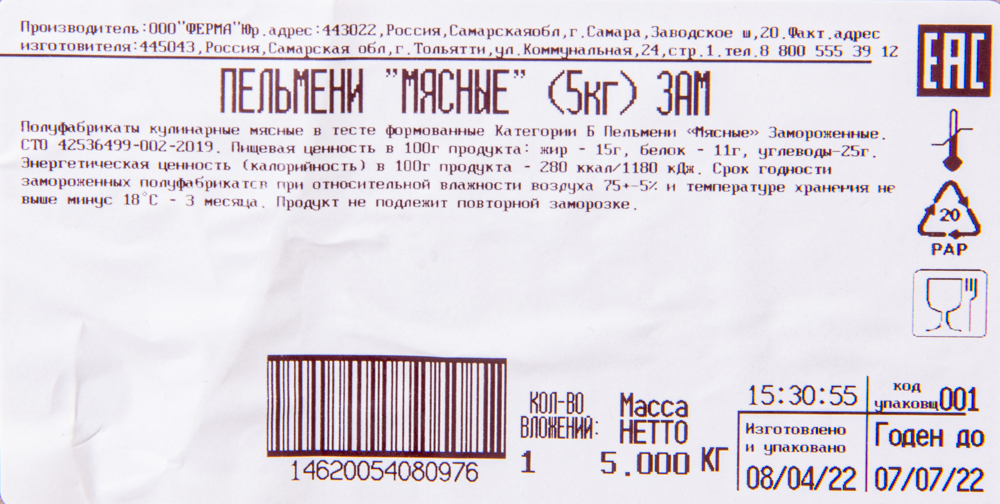 Производитель:ООО"ФЕРМА"Юр.адрес:443022,Россия,Самарскаяобл,г.Самара,Заводское ш,20.Факт.адрес
изготовителя:445043,Россия,Самарская обл,г.Тольятти,ул.Коммунальная,24,стр.1.тел.8 800 555 39 12
EAC
ПЕЛЬМЕНИ "МЯСНЫЕ" (5кг) ЗАМ
Полуфабрикаты кулинарные мясные в тесте формованные Категории Б Пельмени «Мясные» Замороженные.
СТО 42536499-002-2019. Пищевая ценность в 100г продукта: жир - 15г, белок - 11г, углеводы-25г.
Энергетическая ценность (калорийность) в 100г продукта - 280 ккал/1180 кДж. Срок годности
замороженных полуфабрикатов при относительной влажности воздуха 75+-5% и температуре хранения не
выше минус 18°С - 3 месяца. Продукт не подлежит повторной заморозке.
20
PAP
14620054080976
КОЛ-ВО
ВЛОЖЕНИЙ:
1
Масса
НЕТТО
5.000 КГ
15:30:55
код
упаковщ001
Изготовлено
и упаковано
08/04/22
Годен до
07/07/22